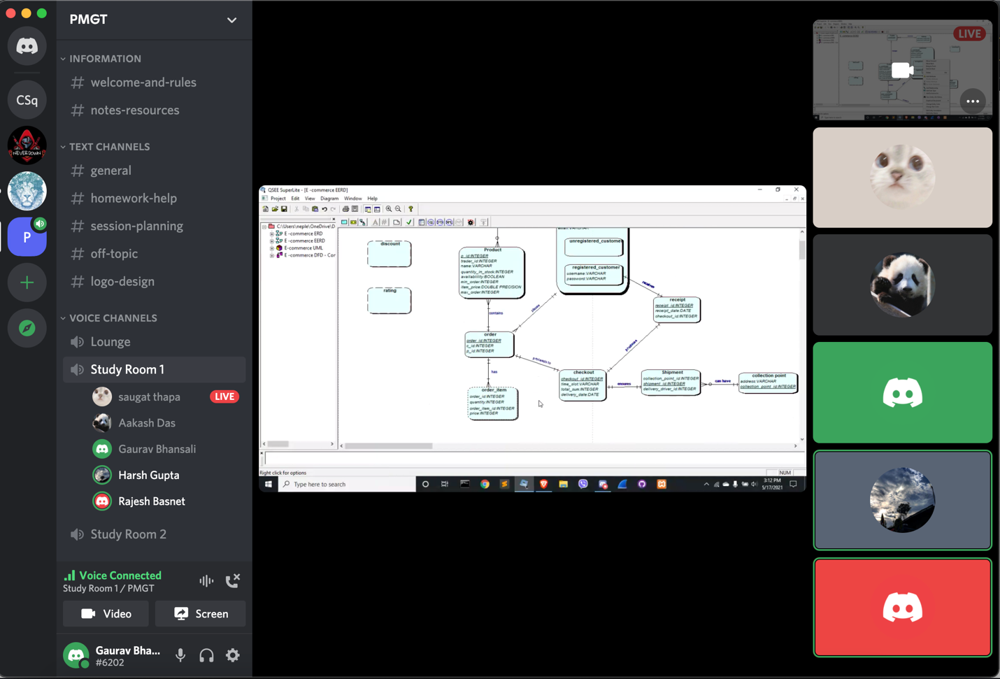 PMGT
INFORMATION
# welcome-and-rules
# notes-resources
TEXT CHANNELS
# general
# homework-help
# session-planning
# off-topic
# logo-design
VOICE CHANNELS
Lounge
Study Room 1
saugat thapa LIVE
Aakash Das
Gaurav Bhansali
Harsh Gupta
Rajesh Basnet
Study Room 2
Voice Connected
Study Room 1 / PMGT
Video
Screen
Gaurav Bha...
#6202
CSq
NEVERDOWN
P
QSEE SuperLite - [E -commerce EERD]
Project Edit View Diagram Window Help
C:\Users\neple\OneDrive\D
E -commerce ERD
E -commerce EERD
E-commerce UML
E -commerce DFD - Cor
discount
rating
Product
p_id:INTEGER
trader_id:INTEGER
name:VARCHAR
quantity_in_stock:INTEGER
availablility:BOOLEAN
min_order:INTEGER
item_price:DOUBLE PRECISION
max_order:INTEGER
unregistered_customer
registered_customer
username:VARCHAR
password:VARCHAR
receives
receipt
receipt_id:INTEGER
receipt_date:DATE
checkout_id:INTEGER
contains
places
order
order_id:INTEGER
c_id:INTEGER
p_id:INTEGER
proceeds to
has
order_item
order_id:INTEGER
quantity:INTEGER
order_item_id:INTEGER
price:INTEGER
checkout
checkout_id:INTEGER
time_slot:VARCHAR
total_sum:INTEGER
delivery_date:DATE
ensures
Shipment
collection_point_id:INTEGER
shipment_id:INTEGER
delivery_driver_id:INTEGER
can have
collection point
address:VARCHAR
collection_point_id:INTEGER
Right click for options
NUM
Type here to search
3:12 PM
5/17/2021
LIVE